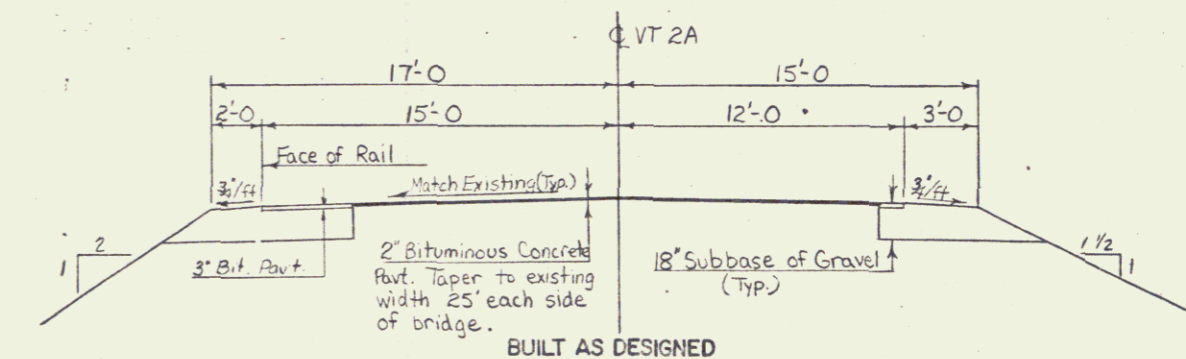 ℄ VT 2A
17'-0 15'-0
2'-0 15'-0 12'-0 3'-0
Face of Rail
3/4"/ft Match Existing (Typ.) 3/4"/ft
2 1 1/2
1 3" Bit. Pavt. 2" Bituminous Concrete 18" Subbase of Gravel 1
Pavt. Taper to existing (Typ.)
width 25' each side
of bridge.
BUILT AS DESIGNED